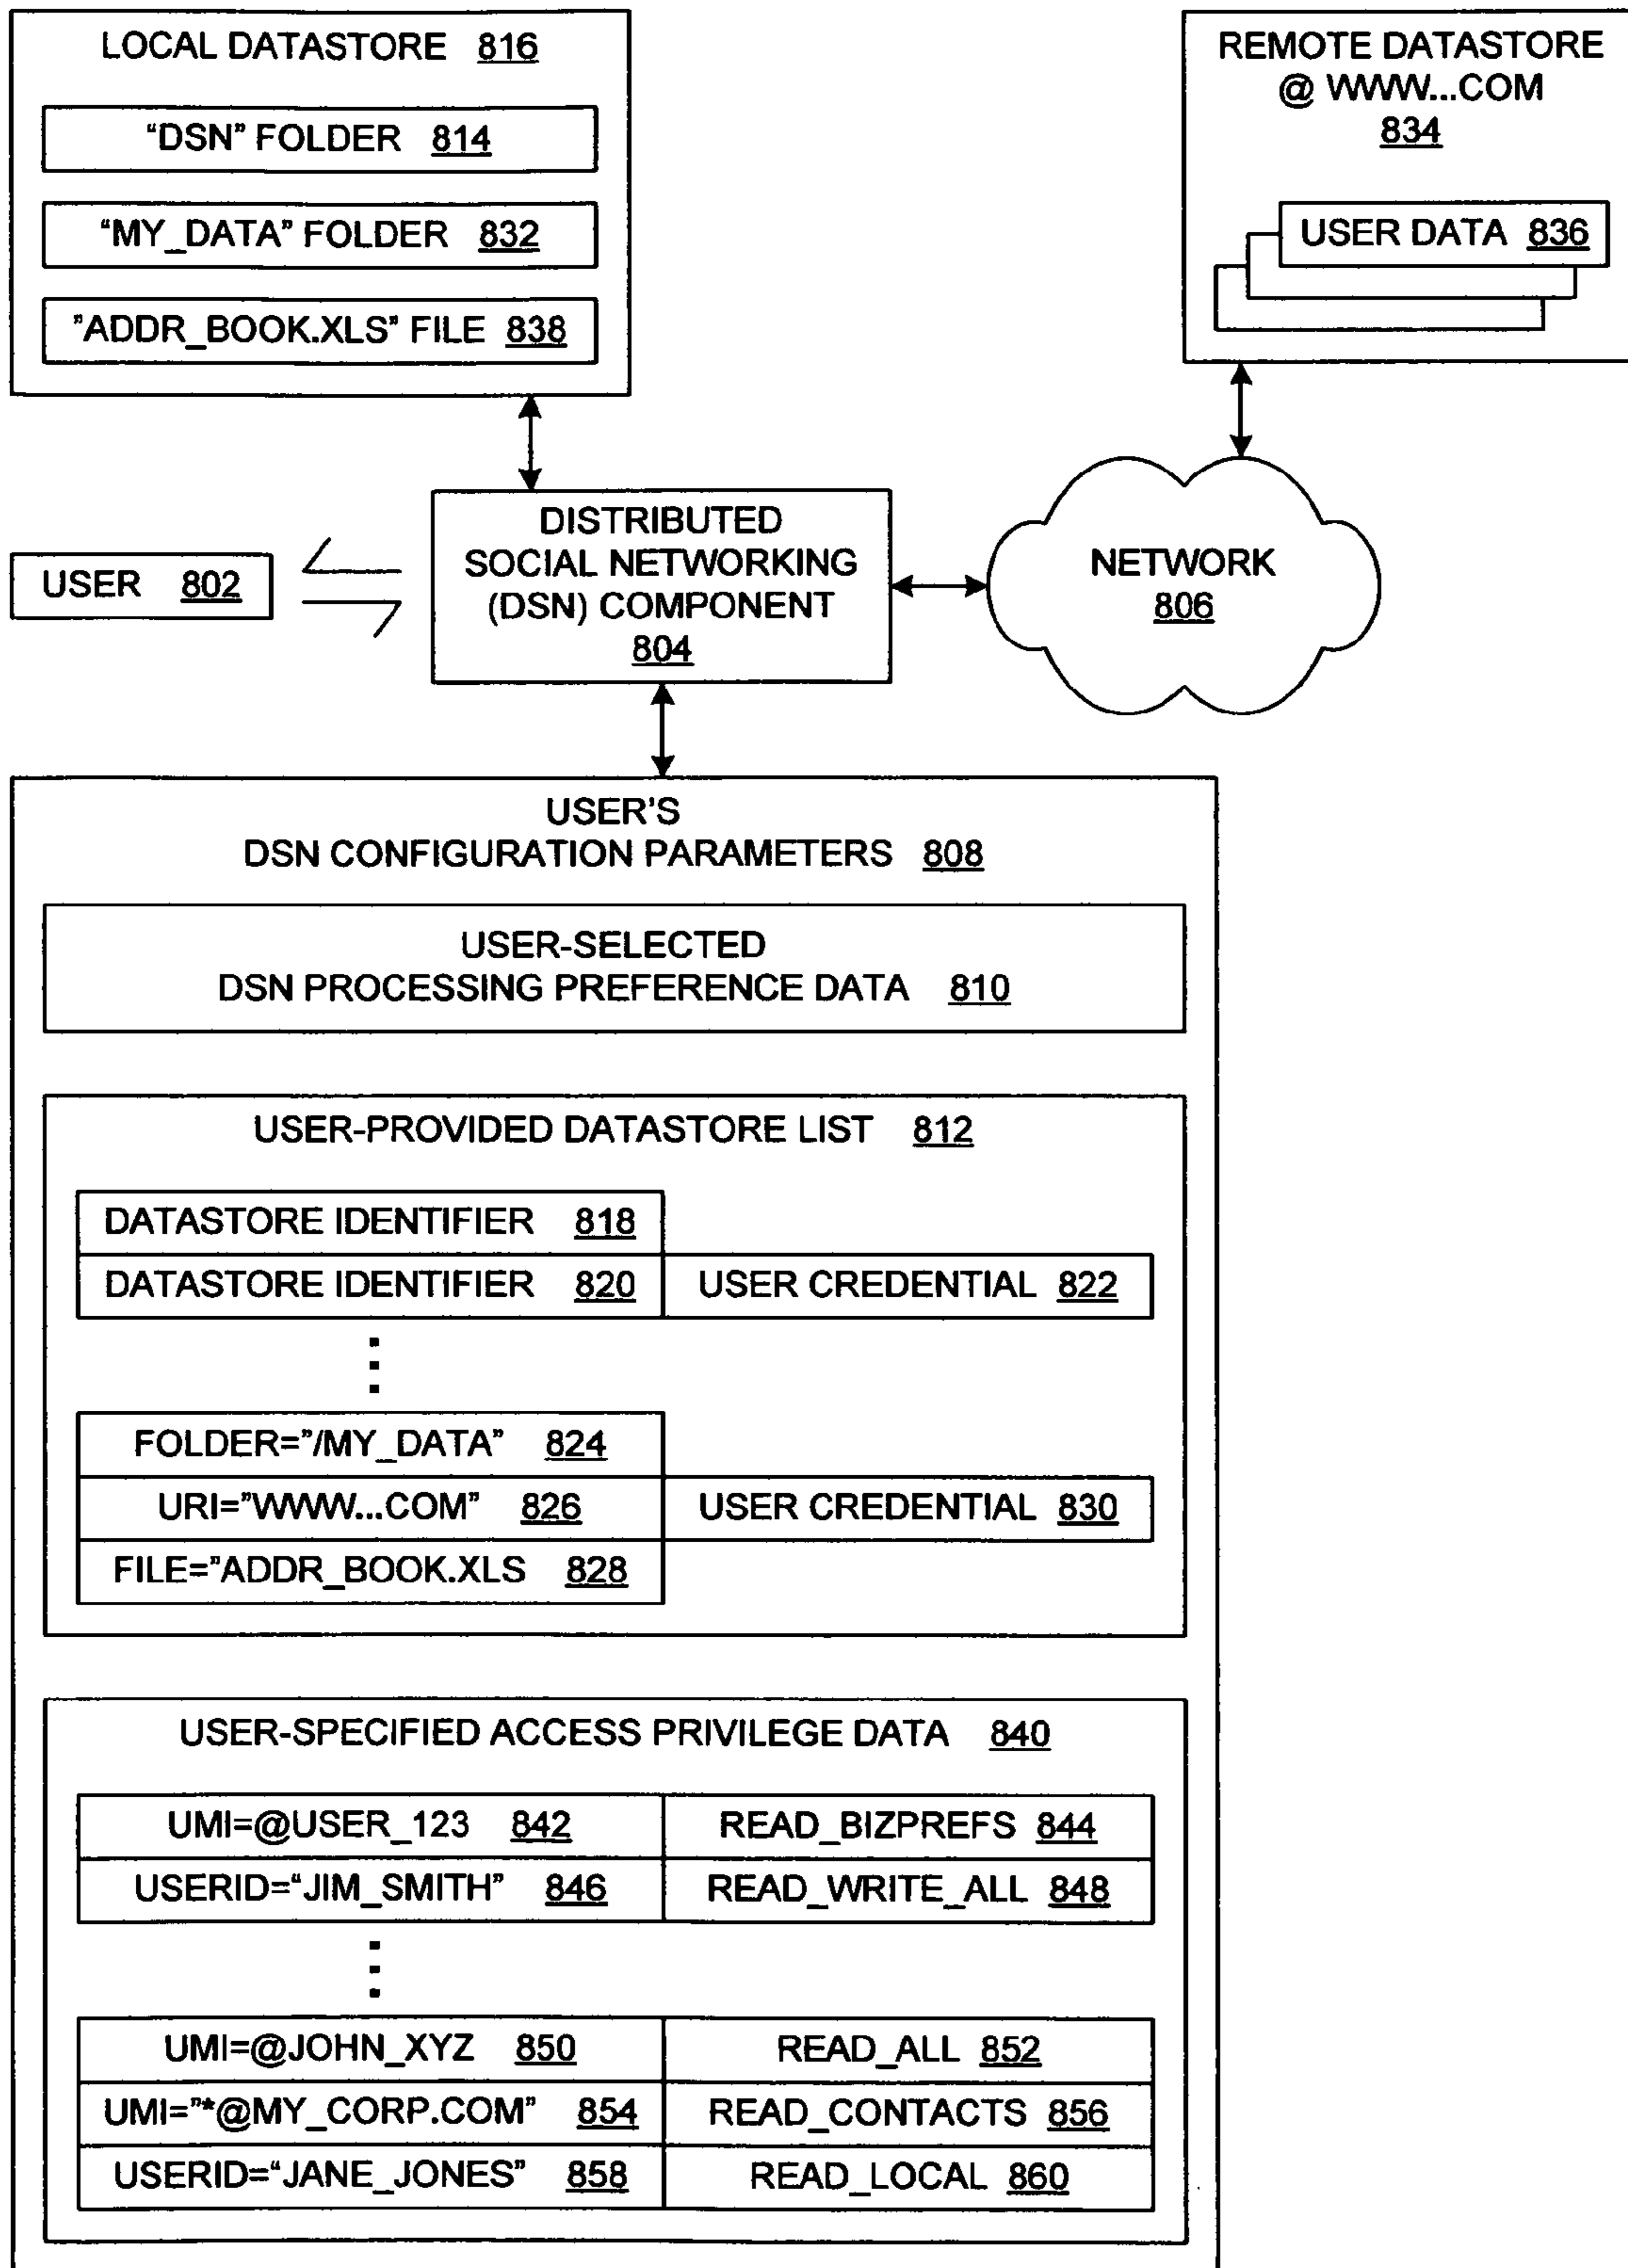 LOCAL DATASTORE 816
“DSN” FOLDER 814
“MY_DATA” FOLDER 832
”ADDR_BOOK.XLS” FILE 838
REMOTE DATASTORE
@ WWW...COM
834
USER DATA 836
USER 802
DISTRIBUTED
SOCIAL NETWORKING
(DSN) COMPONENT
804
NETWORK
806
USER'S
DSN CONFIGURATION PARAMETERS 808
USER-SELECTED
DSN PROCESSING PREFERENCE DATA 810
USER-PROVIDED DATASTORE LIST 812
DATASTORE IDENTIFIER 818
DATASTORE IDENTIFIER 820 USER CREDENTIAL 822
FOLDER=”/MY_DATA” 824
URI=”WWW...COM” 826 USER CREDENTIAL 830
FILE=”ADDR_BOOK.XLS 828
USER-SPECIFIED ACCESS PRIVILEGE DATA 840
UMI=@USER_123 842 READ_BIZPREFS 844
USERID=“JIM_SMITH” 846 READ_WRITE_ALL 848
UMI=@JOHN_XYZ 850 READ_ALL 852
UMI=”*@MY_CORP.COM” 854 READ_CONTACTS 856
USERID=“JANE_JONES” 858 READ_LOCAL 860